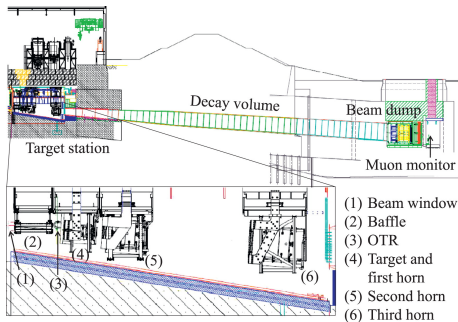 Decay volume
Beam dump
Target station
Muon monitor
(1) Beam window
(2) Baffle
(3) OTR
(4) Target and
first horn
(5) Second horn
(6) Third horn
(2)
(4)
(5)
(6)
(1)
(3)